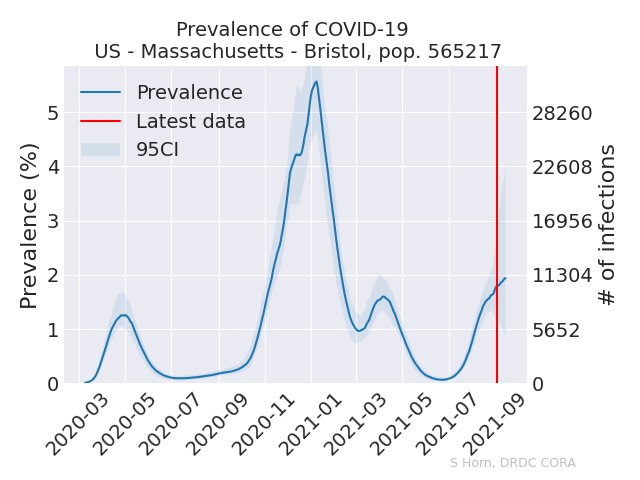 Prevalence of COVID-19
US - Massachusetts - Bristol, pop. 565217
Prevalence
Latest data
95CI
Prevalence (%)
5
4
3
2
1
0
28260
22608
16956
11304
5652
0
# of infections
2020-03
2020-05
2020-07
2020-09
2020-11
2021-01
2021-03
2021-05
2021-07
2021-09
S Horn, DRDC CORA